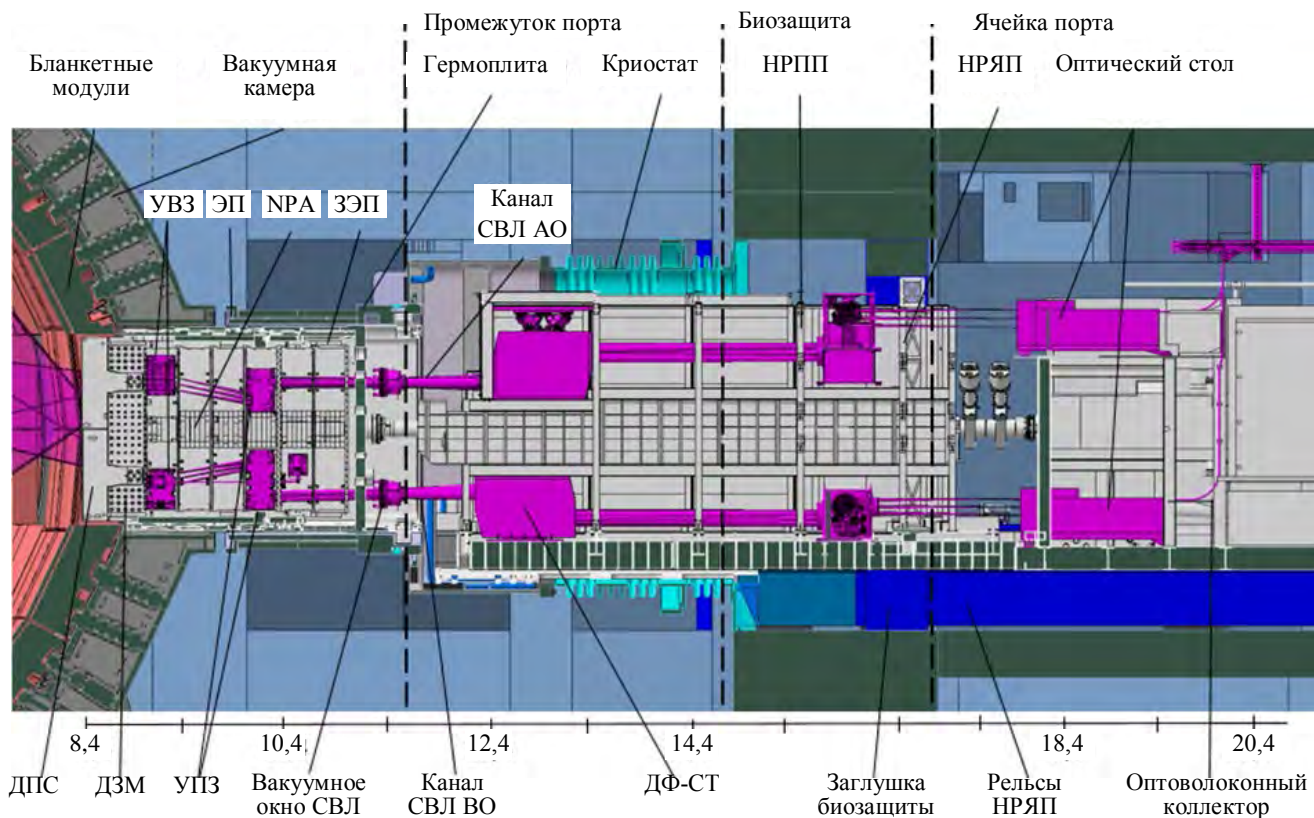 Промежуток порта
Биозащита
Ячейка порта
Бланкетные
модули
Вакуумная
камера
Гермоплита
Криостат
НРПП
НРЯП
Оптический стол
УВЗ
ЭП
NPA
ЗЭП
Канал
СВЛ АО
8,4
10,4
12,4
14,4
18,4
20,4
ДПС
ДЗМ
УПЗ
Вакуумное
окно СВЛ
Канал
СВЛ ВО
ДФ-СТ
Заглушка
биозащиты
Рельсы
НРЯП
Оптоволоконный
коллектор